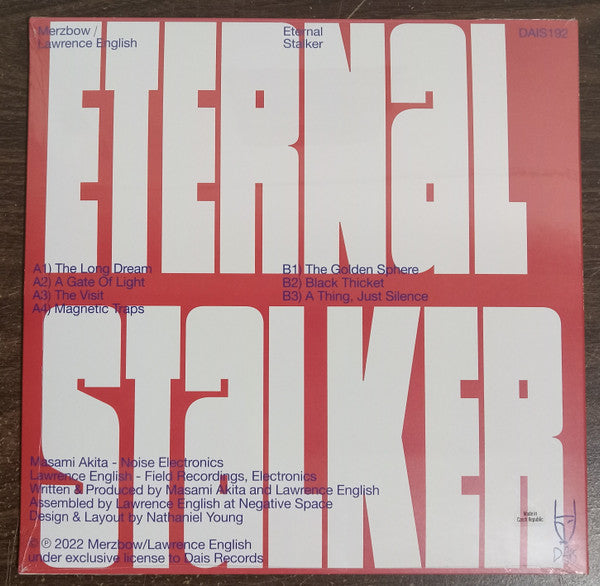 Merzbow /
Lawrence English
Eternal
Stalker
DAIS192
ETERNaL
A1) The Long Dream
A2) A Gate Of Light
A3) The Visit
A4) Magnetic Traps
B1) The Golden Sphere
B2) Black Thicket
B3) A Thing, Just Silence
STaLKER
Masami Akita - Noise Electronics
Lawrence English - Field Recordings, Electronics
Written & Produced by Masami Akita and Lawrence English
Assembled by Lawrence English at Negative Space
Design & Layout by Nathaniel Young
© ℗ 2022 Merzbow/Lawrence English
under exclusive license to Dais Records
Made in
Czech Republic.